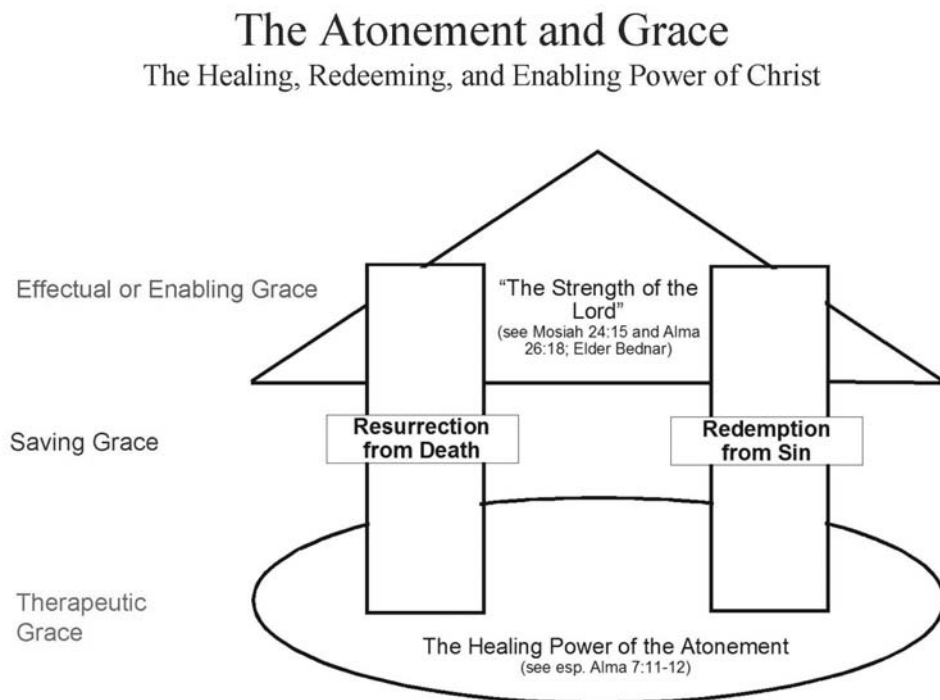 The Atonement and Grace
The Healing, Redeeming, and Enabling Power of Christ
Effectual or Enabling Grace
“The Strength of the
Lord”
(see Mosiah 24:15 and Alma
26:18; Elder Bednar)
Saving Grace
Resurrection
from Death
Redemption
from Sin
Therapeutic
Grace
The Healing Power of the Atonement
(see esp. Alma 7:11-12)